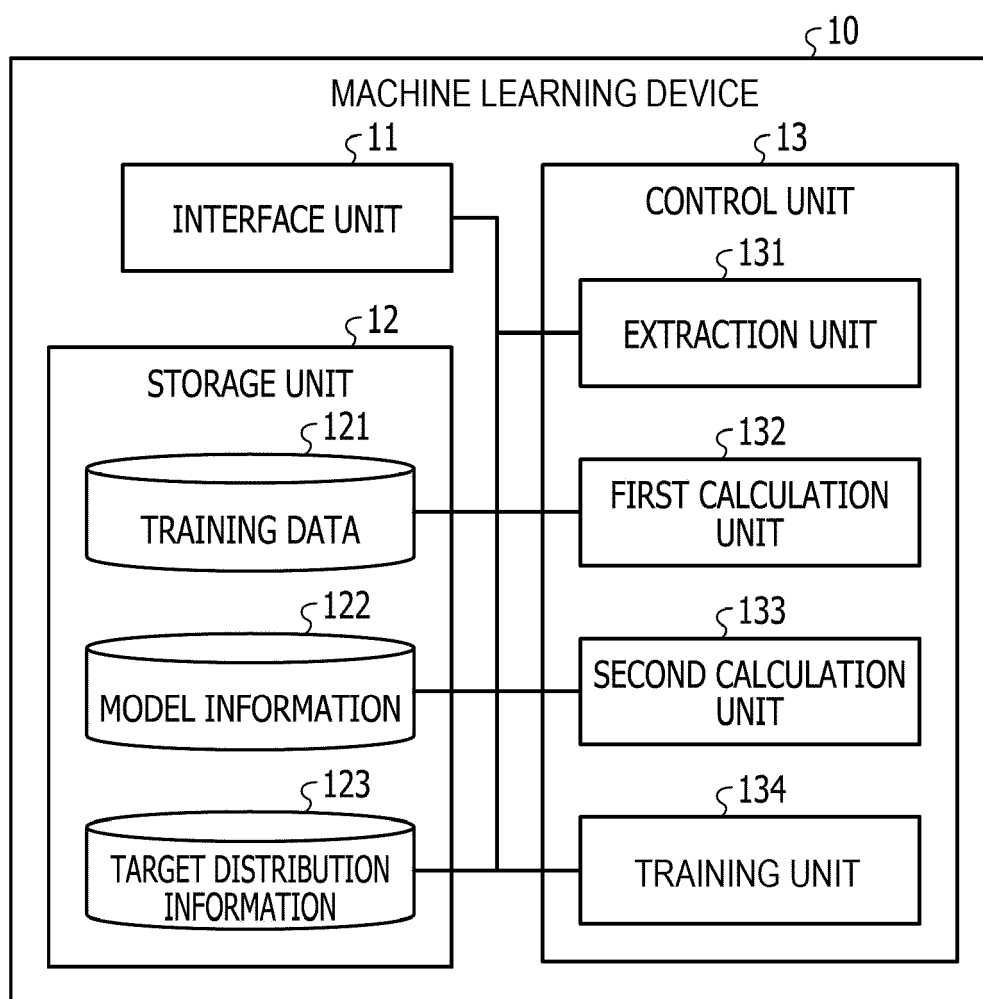 10
MACHINE LEARNING DEVICE
11
INTERFACE UNIT
12
STORAGE UNIT
121
TRAINING DATA
122
MODEL INFORMATION
123
TARGET DISTRIBUTION
INFORMATION
13
CONTROL UNIT
131
EXTRACTION UNIT
132
FIRST CALCULATION
UNIT
133
SECOND CALCULATION
UNIT
134
TRAINING UNIT